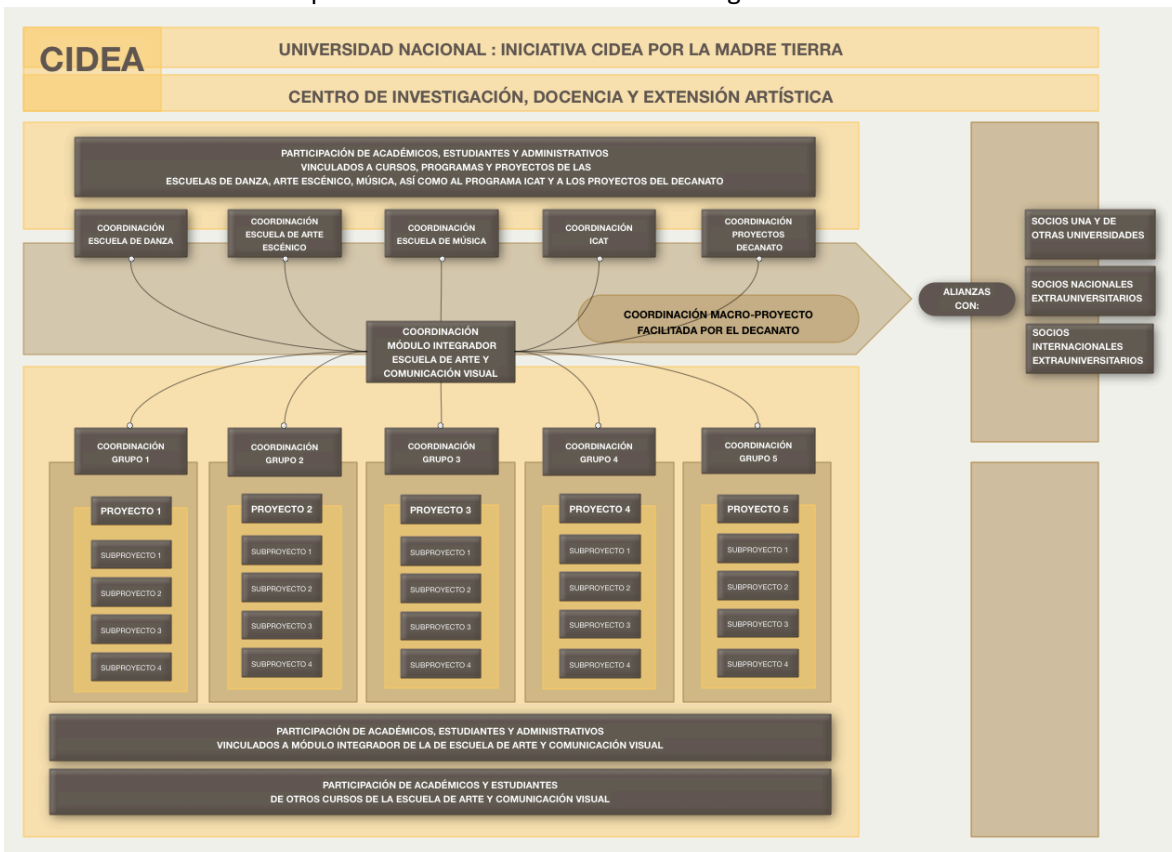 CIDEA
UNIVERSIDAD NACIONAL : INICIATIVA CIDEA POR LA MADRE TIERRA
CENTRO DE INVESTIGACIÓN, DOCENCIA Y EXTENSIÓN ARTÍSTICA
PARTICIPACIÓN DE ACADÉMICOS, ESTUDIANTES Y ADMINISTRATIVOS
VINCULADOS A CURSOS, PROGRAMAS Y PROYECTOS DE LAS
ESCUELAS DE DANZA, ARTE ESCÉNICO, MÚSICA, ASÍ COMO AL PROGRAMA ICAT Y A LOS PROYECTOS DEL DECANATO
COORDINACIÓN
ESCUELA DE DANZA
COORDINACIÓN
ESCUELA DE ARTE
ESCÉNICO
COORDINACIÓN
ESCUELA DE MÚSICA
COORDINACIÓN
ICAT
COORDINACIÓN
PROYECTOS
DECANATO
COORDINACIÓN MACRO-PROYECTO
FACILITADA POR EL DECANATO
ALIANZAS
CON:
SOCIOS UNA Y DE
OTRAS UNIVERSIDADES
SOCIOS NACIONALES
EXTRAUNIVERSITARIOS
SOCIOS
INTERNACIONALES
EXTRAUNIVERSITARIOS
COORDINACIÓN
MÓDULO INTEGRADOR
ESCUELA DE ARTE Y
COMUNICACIÓN VISUAL
COORDINACIÓN
GRUPO 1
COORDINACIÓN
GRUPO 2
COORDINACIÓN
GRUPO 3
COORDINACIÓN
GRUPO 4
COORDINACIÓN
GRUPO 5
PROYECTO 1
SUBPROYECTO 1
SUBPROYECTO 2
SUBPROYECTO 3
SUBPROYECTO 4
PROYECTO 2
SUBPROYECTO 1
SUBPROYECTO 2
SUBPROYECTO 3
SUBPROYECTO 4
PROYECTO 3
SUBPROYECTO 1
SUBPROYECTO 2
SUBPROYECTO 3
SUBPROYECTO 4
PROYECTO 4
SUBPROYECTO 1
SUBPROYECTO 2
SUBPROYECTO 3
SUBPROYECTO 4
PROYECTO 5
SUBPROYECTO 1
SUBPROYECTO 2
SUBPROYECTO 3
SUBPROYECTO 4
PARTICIPACIÓN DE ACADÉMICOS, ESTUDIANTES Y ADMINISTRATIVOS
VINCULADOS A MÓDULO INTEGRADOR DE LA DE ESCUELA DE ARTE Y COMUNICACIÓN VISUAL
PARTICIPACIÓN DE ACADÉMICOS Y ESTUDIANTES
DE OTROS CURSOS DE LA ESCUELA DE ARTE Y COMUNICACIÓN VISUAL